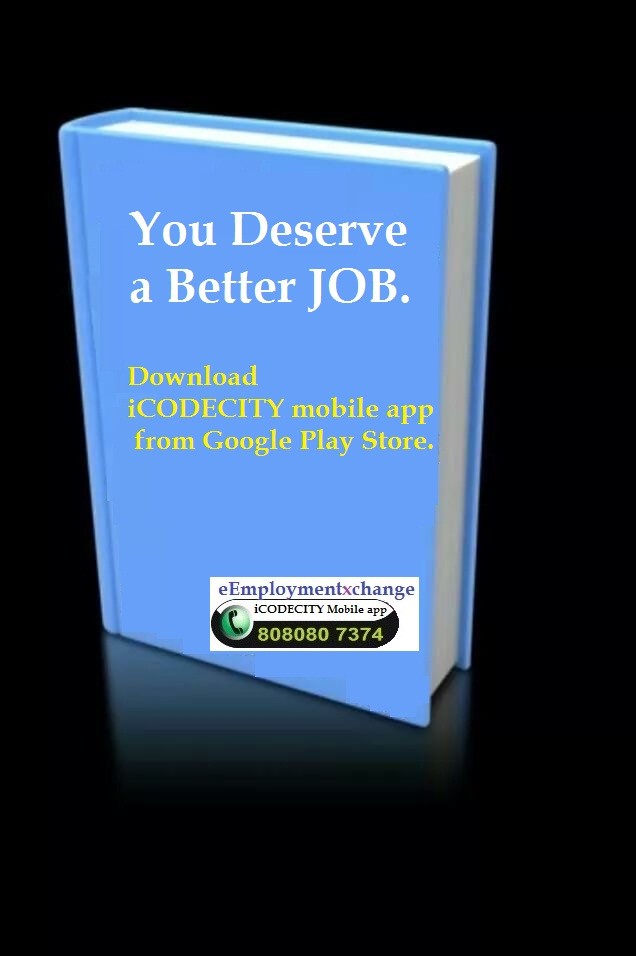 You Deserve
a Better JOB.
Download
iCODECITY mobile app
from Google Play Store.
eEmploymentxchange
iCODECITY Mobile app
808080 7374